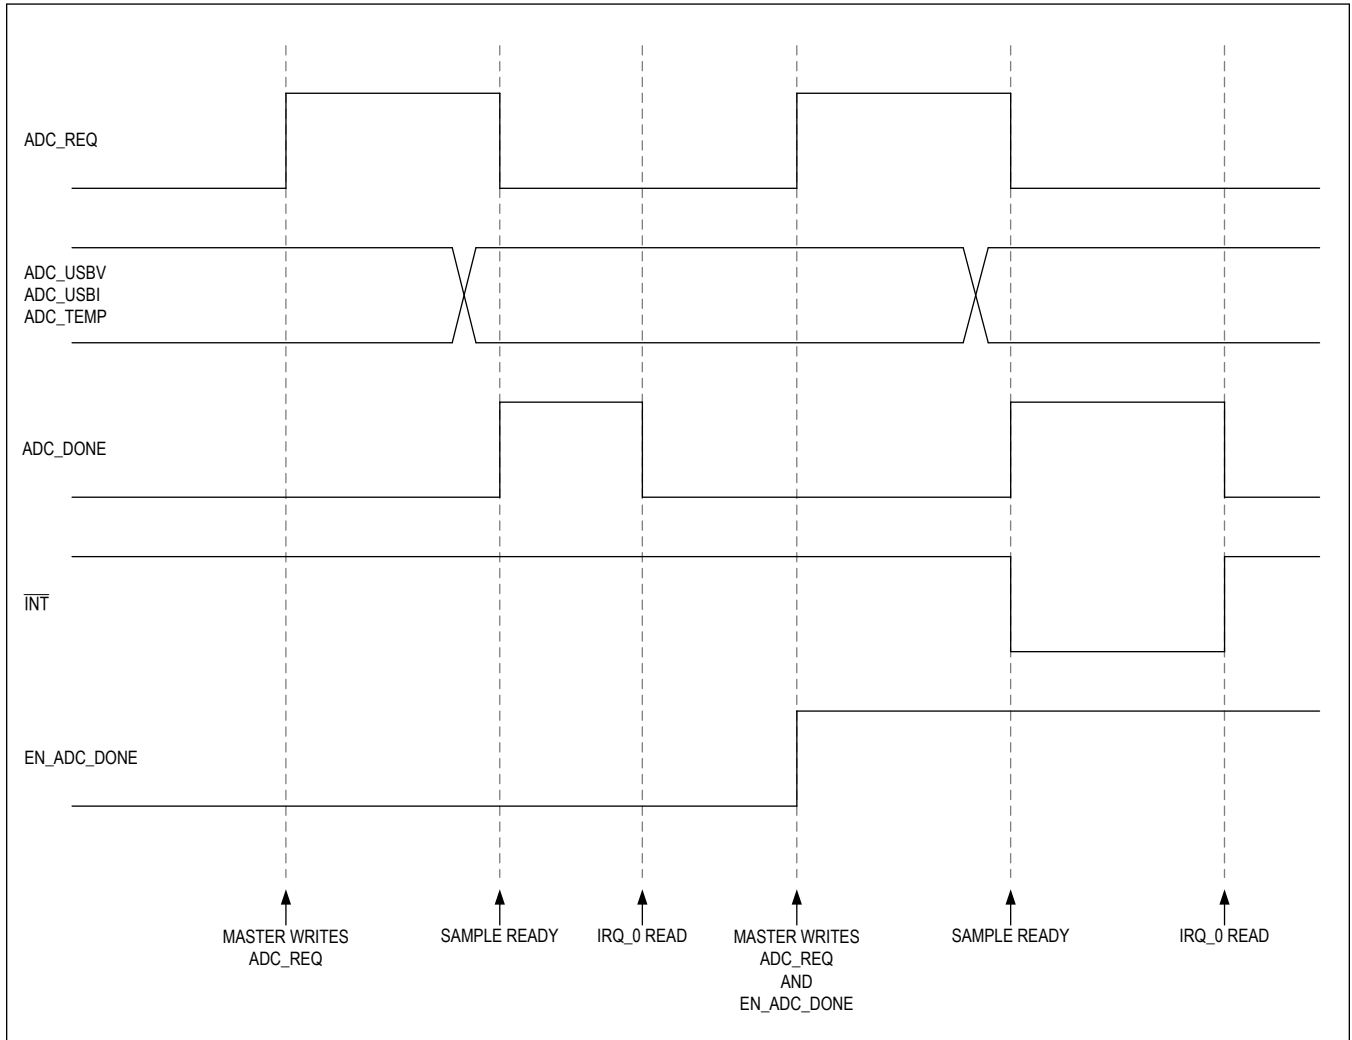 ADC_REQ
ADC_USBV
ADC_USBI
ADC_TEMP
ADC_DONE
INT
EN_ADC_DONE
MASTER WRITES
ADC_REQ
SAMPLE READY
IRQ_0 READ
MASTER WRITES
ADC_REQ
AND
EN_ADC_DONE
SAMPLE READY
IRQ_0 READ